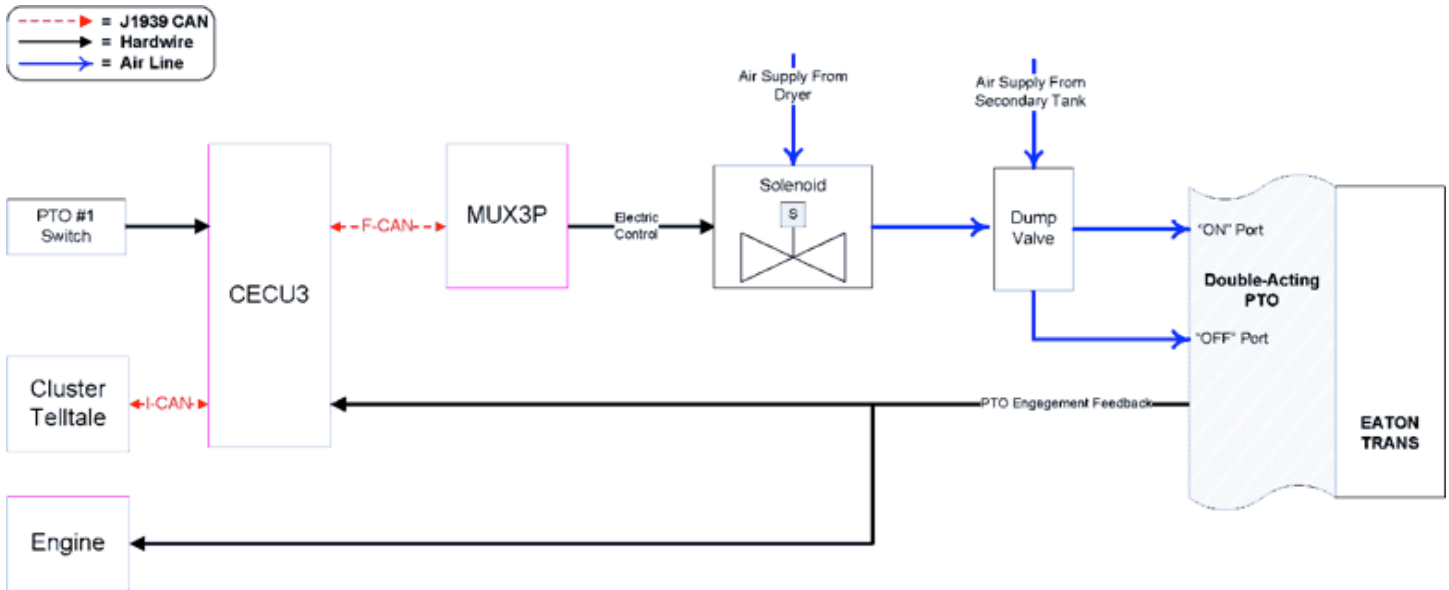 = J1939 CAN
= Hardwire
= Air Line
Air Supply From
Dryer
Air Supply From
Secondary Tank
PTO #1
Switch
CECU3
F-CAN
MUX3P
Electric
Control
Solenoid
S
Dump
Valve
"ON" Port
Double-Acting
PTO
"OFF" Port
Cluster
Telltale
I-CAN
PTO Engagement Feedback
EATON
TRANS
Engine